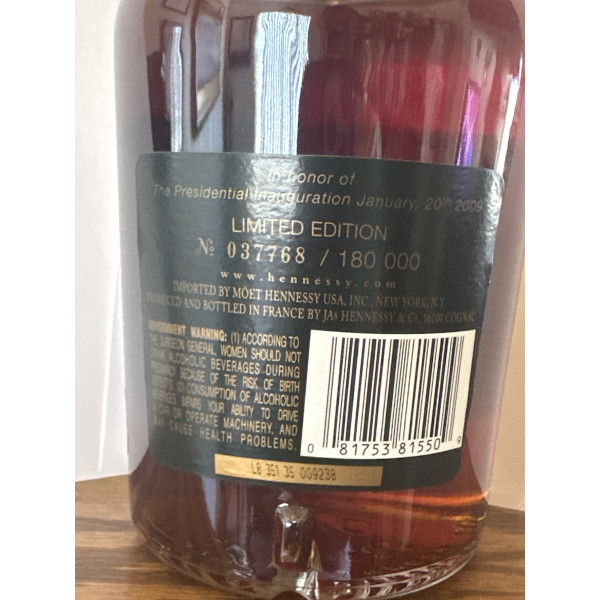 In honor of
The Presidential Inauguration January, 20th 2009
LIMITED EDITION
№ 037768 / 180 000
www.hennessy.com
IMPORTED BY MÖET HENNESSY USA, INC., NEW YORK, N.Y.
PRODUCED AND BOTTLED IN FRANCE BY JAS HENNESSY & Co. 16100 COGNAC
GOVERNMENT WARNING: (1) ACCORDING TO
THE SURGEON GENERAL, WOMEN SHOULD NOT
DRINK ALCOHOLIC BEVERAGES DURING
PREGNANCY BECAUSE OF THE RISK OF BIRTH
DEFECTS. (2) CONSUMPTION OF ALCOHOLIC
BEVERAGES IMPAIRS YOUR ABILITY TO DRIVE
A CAR OR OPERATE MACHINERY, AND
MAY CAUSE HEALTH PROBLEMS.
0 81753 81550 9
L8 351 35 009238